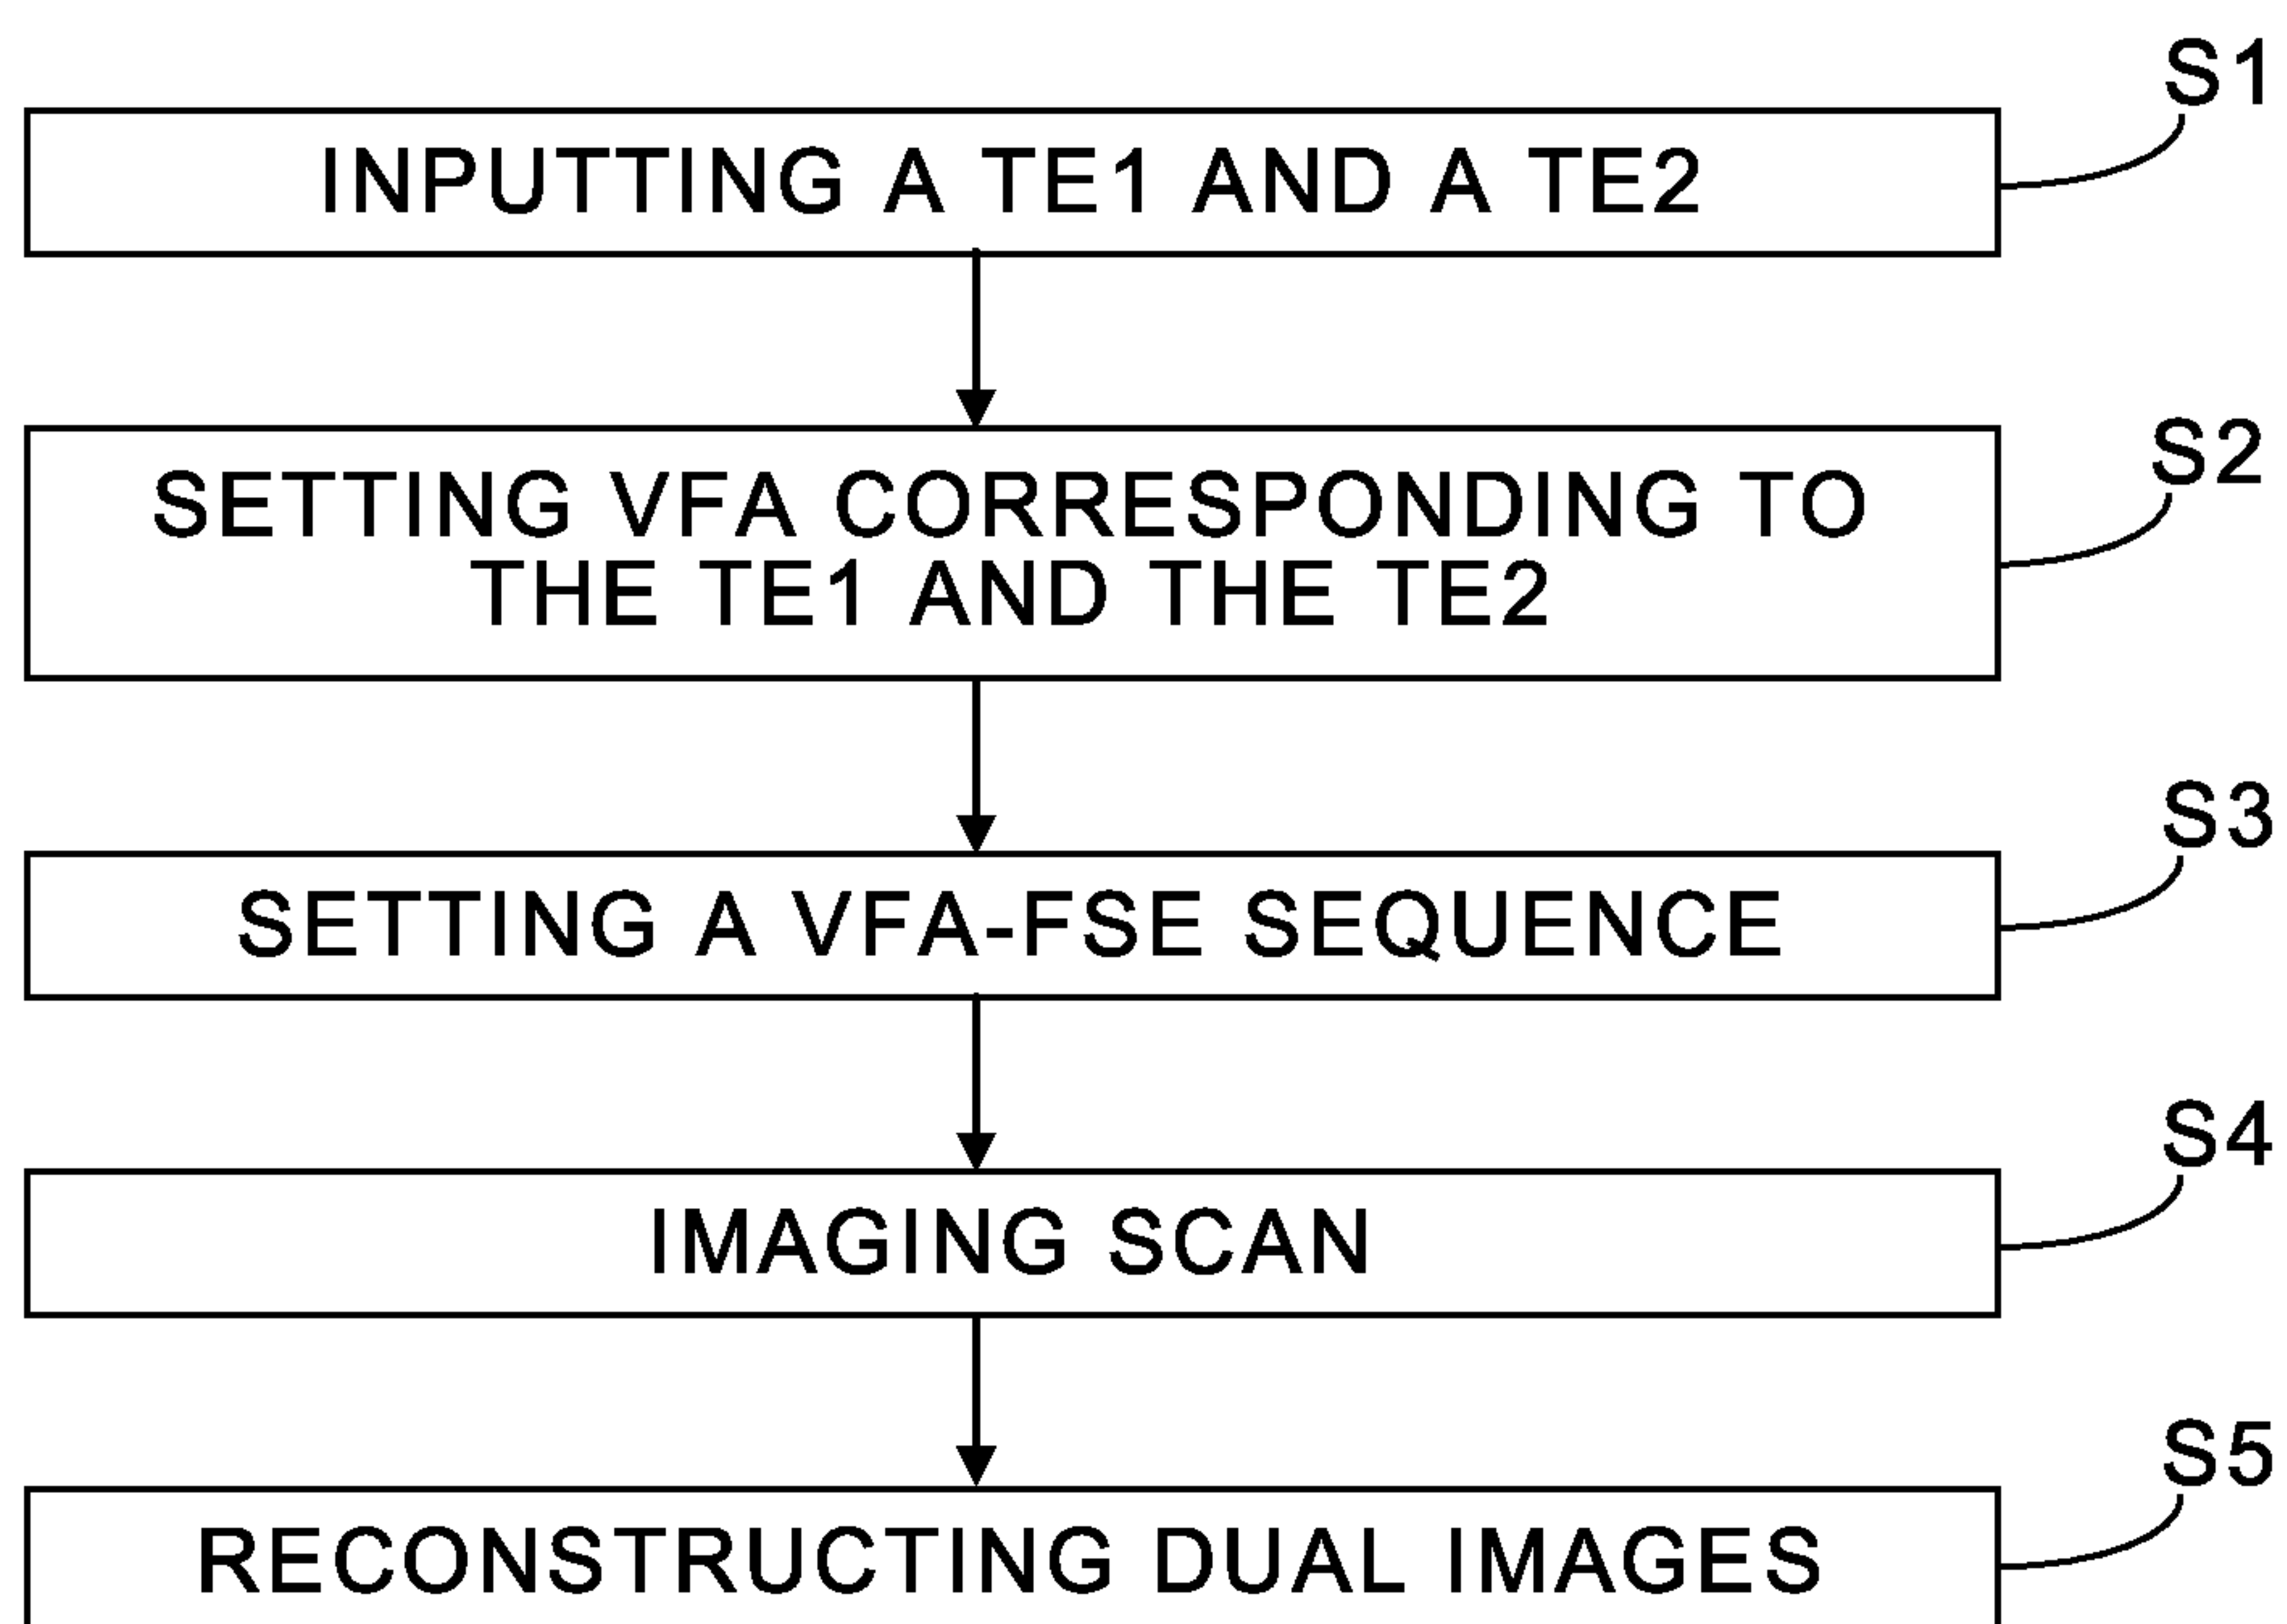 S1
INPUTTING A TE1 AND A TE2
S2
SETTING VFA CORRESPONDING TO
THE TE1 AND THE TE2
S3
SETTING A VFA-FSE SEQUENCE
S4
IMAGING SCAN
S5
RECONSTRUCTING DUAL IMAGES